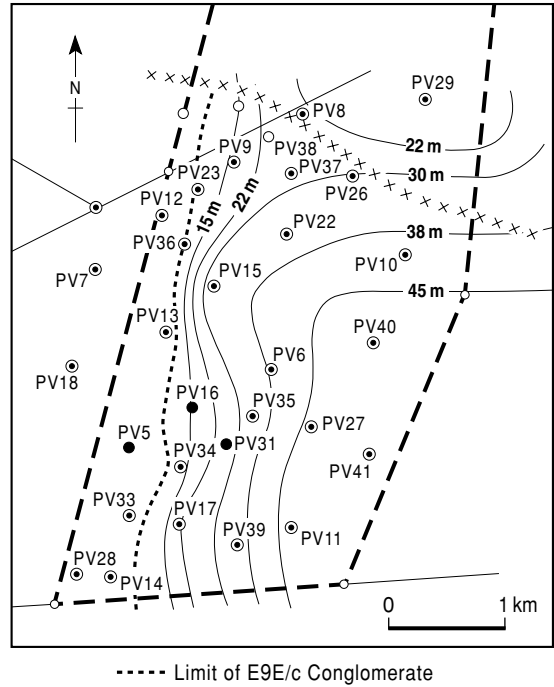 N
PV29
PV8
PV38
22 m
PV9
PV37
30 m
PV23
PV26
PV12
15 m
22 m
PV22
38 m
PV36
PV10
PV7
PV15
45 m
PV13
PV40
PV18
PV6
PV16
PV35
PV5
PV31
PV27
PV34
PV41
PV33
PV17
PV39
PV11
PV28
PV14
0 1 km
Limit of E9E/c Conglomerate